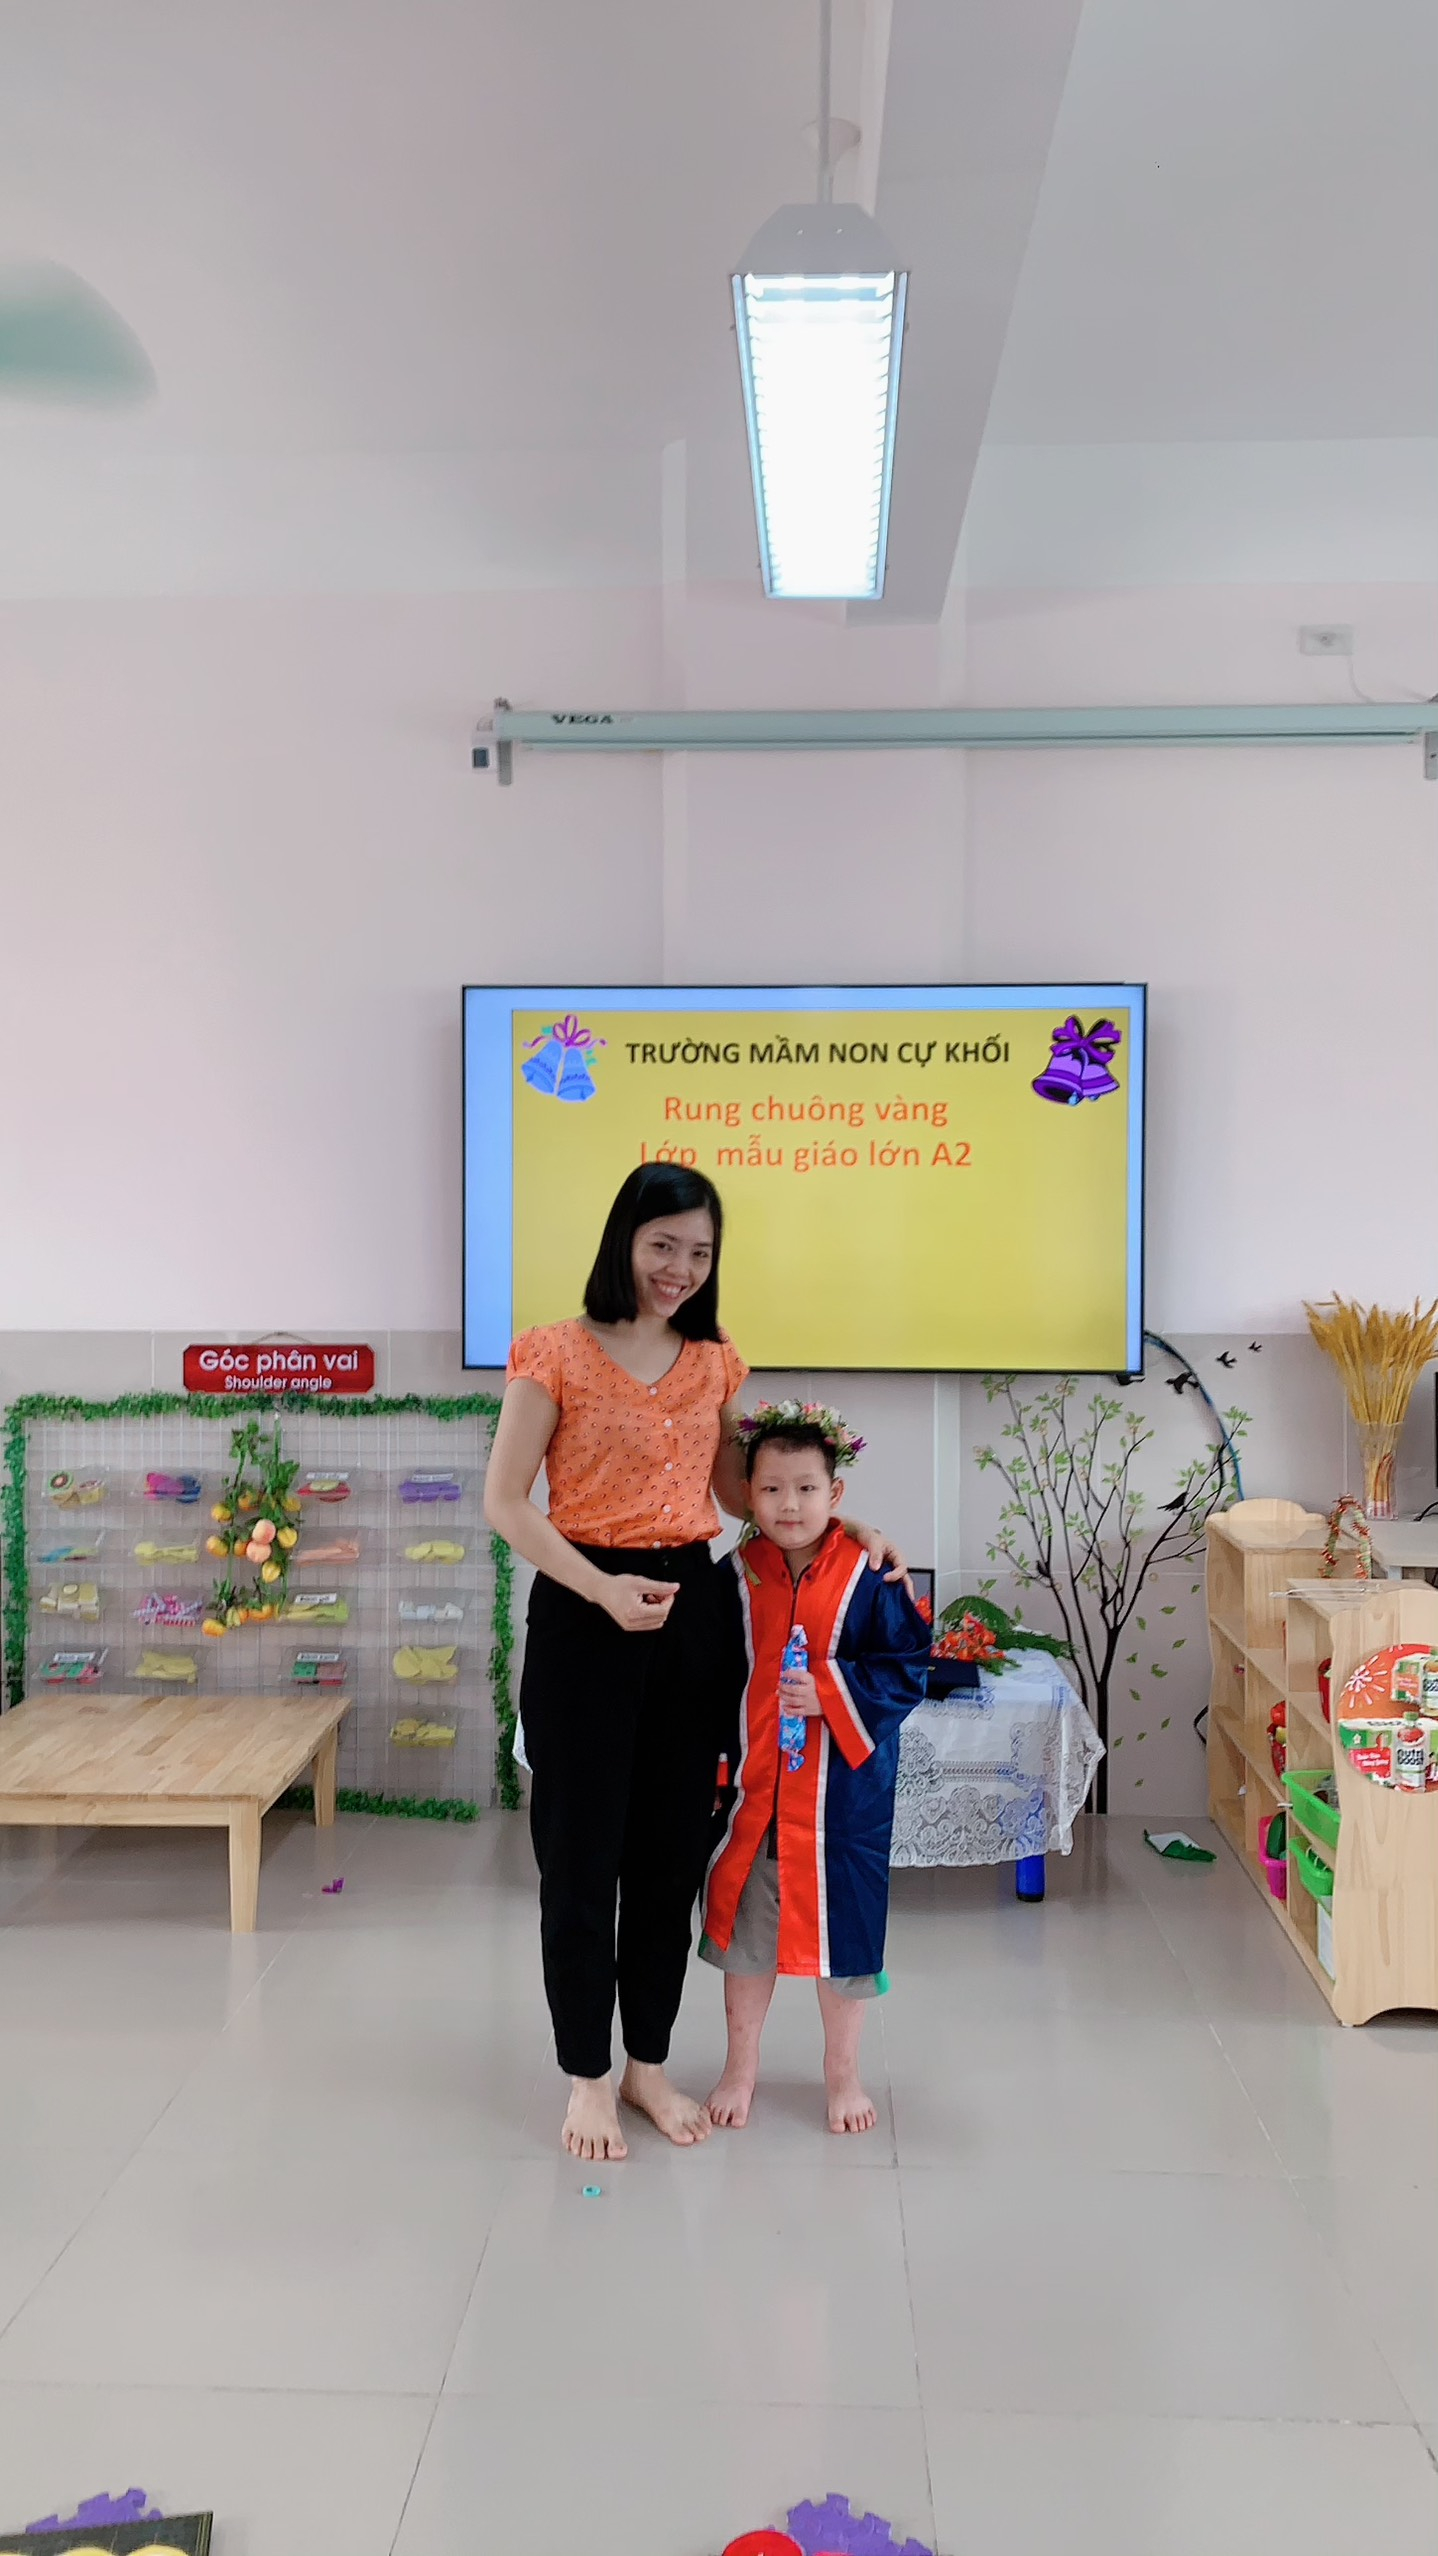 VEGA
TRƯỜNG MẦM NON CỰ KHỐI
Rung chuông vàng
Lớp mẫu giáo lớn A2
Góc phân vai
Shoulder angle